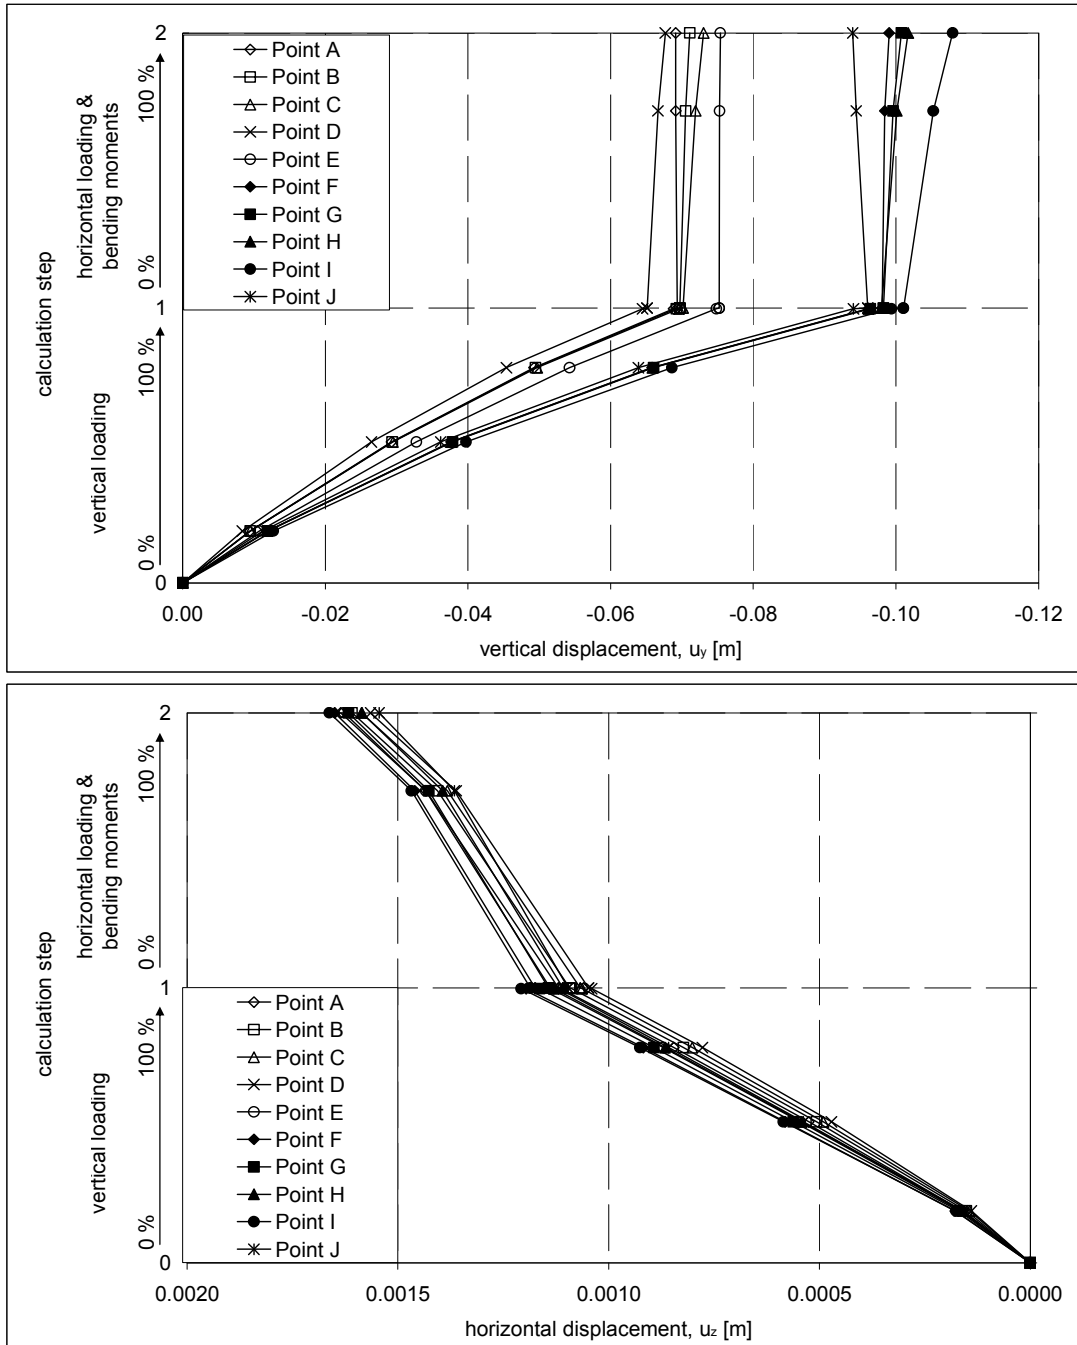 2
Point A
Point B
Point C
Point D
Point E
Point F
Point G
Point H
Point I
Point J
calculation step
horizontal loading &
bending moments
0 %
100 %
1
vertical loading
0 %
100 %
0
0.00
-0.02
-0.04
-0.06
-0.08
-0.10
-0.12
vertical displacement, uy [m]
2
horizontal loading &
bending moments
0 %
100 %
calculation step
1
Point A
Point B
Point C
Point D
Point E
Point F
Point G
Point H
Point I
Point J
vertical loading
0 %
100 %
0
0.0020
0.0015
0.0010
0.0005
0.0000
horizontal displacement, uz [m]